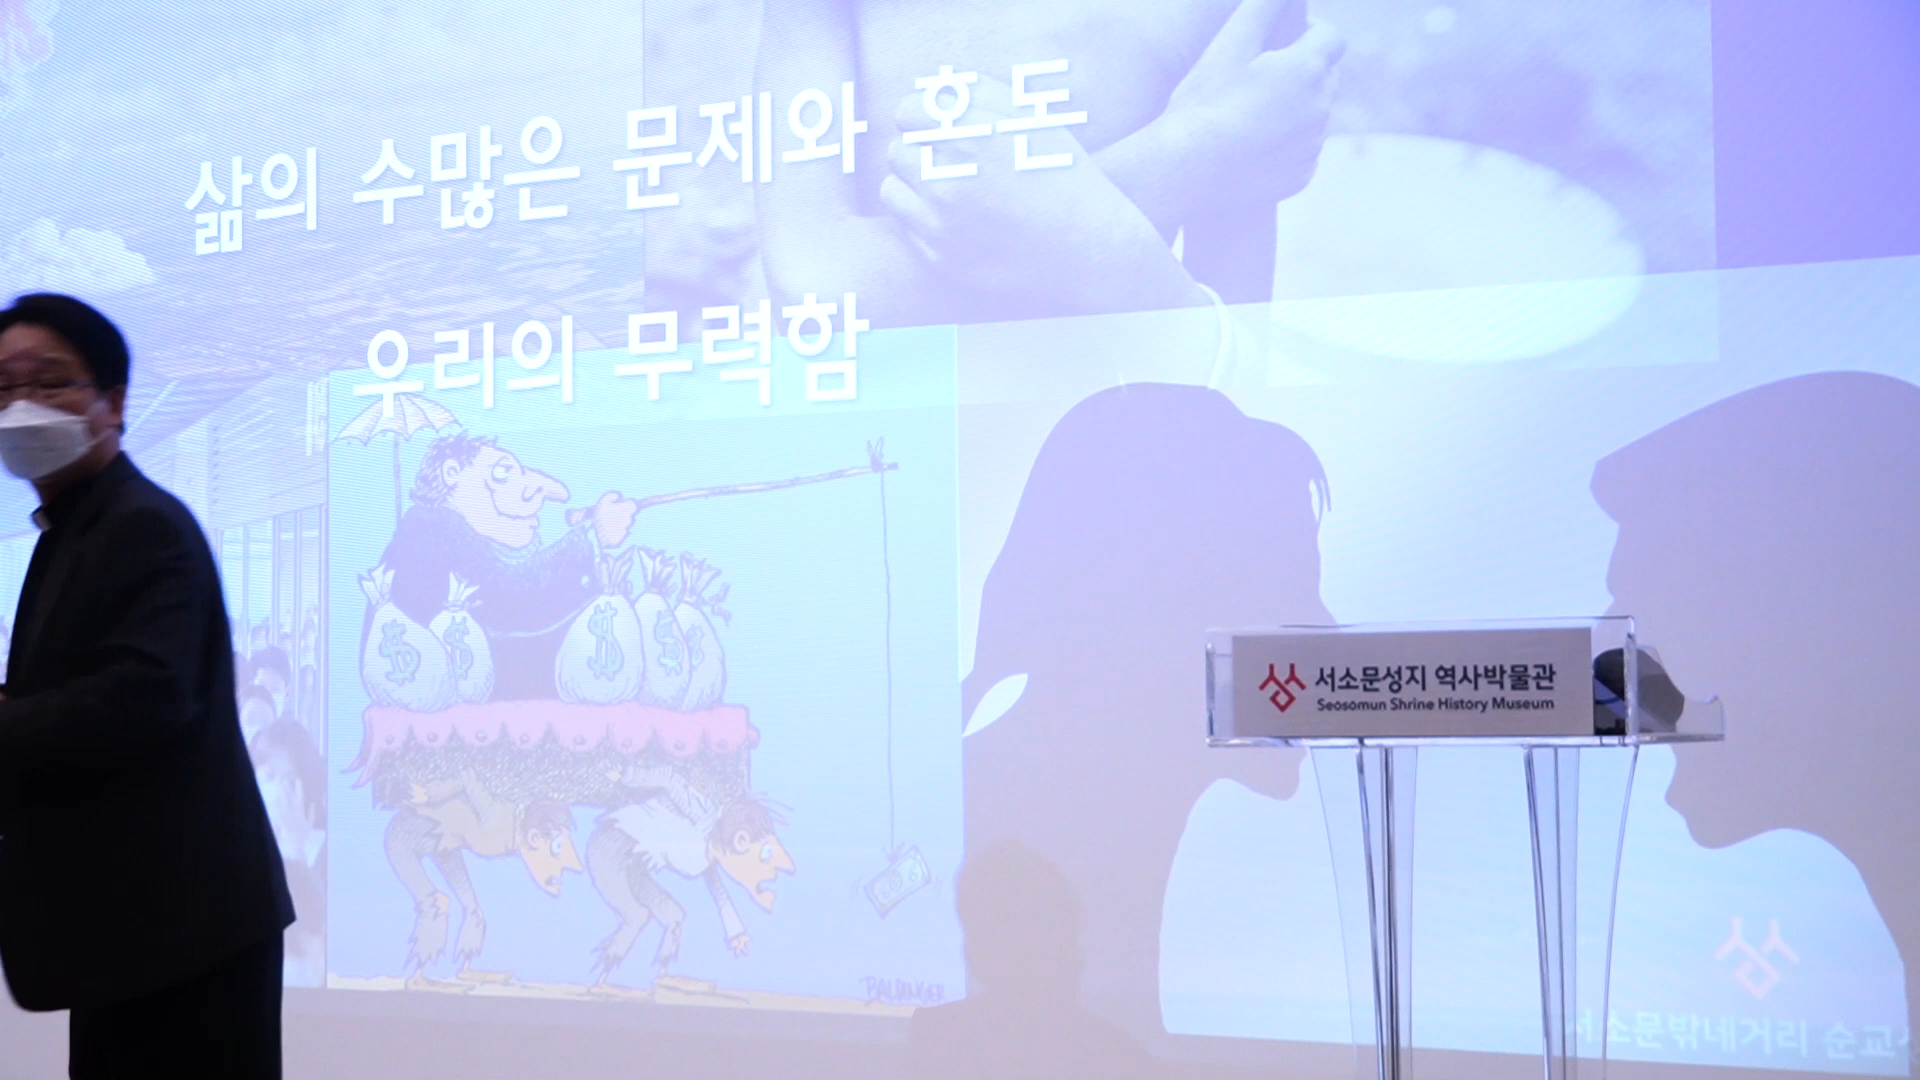 삶의 수많은 문제와 혼돈
우리의 무력함
$ $ $ $
BALDINGER
서소문성지 역사박물관
Seosomun Shrine History Museum
서소문밖네거리 순교